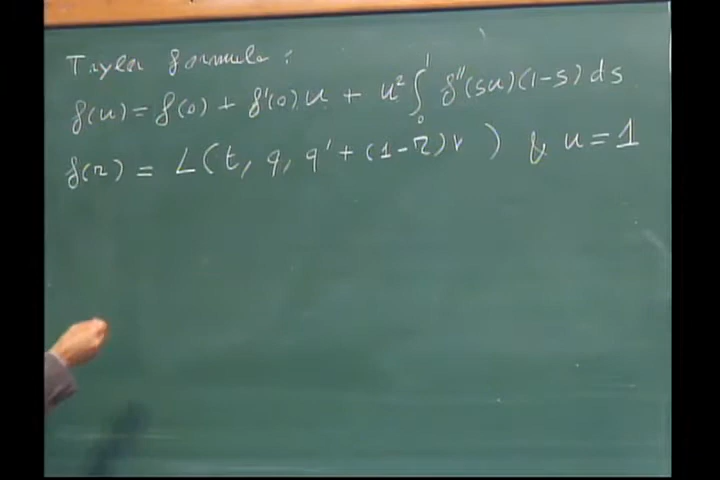 Taylor formula:
f(u) = f(0) + f'(0).u + u² ∫₀¹ f''(su)(1-s) ds
f(r) = L(t, q, q' + (1-r)v) & u = 1